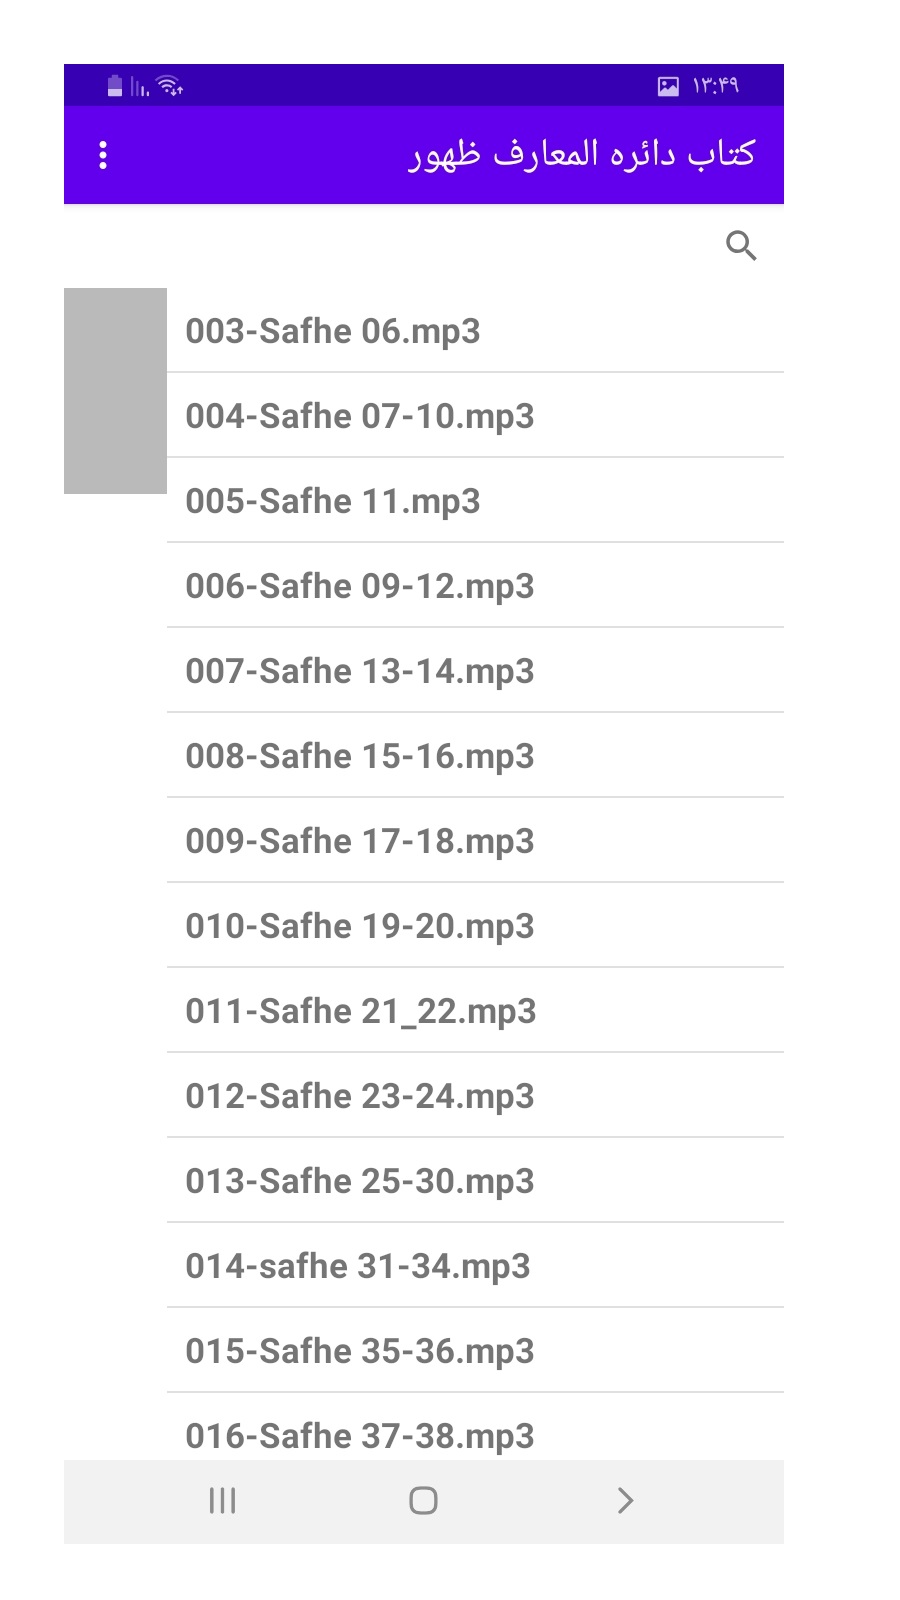 ۱۳:۴۹
کتاب دائره المعارف ظهور
003-Safhe 06.mp3
004-Safhe 07-10.mp3
005-Safhe 11.mp3
006-Safhe 09-12.mp3
007-Safhe 13-14.mp3
008-Safhe 15-16.mp3
009-Safhe 17-18.mp3
010-Safhe 19-20.mp3
011-Safhe 21_22.mp3
012-Safhe 23-24.mp3
013-Safhe 25-30.mp3
014-safhe 31-34.mp3
015-Safhe 35-36.mp3
016-Safhe 37-38.mp3